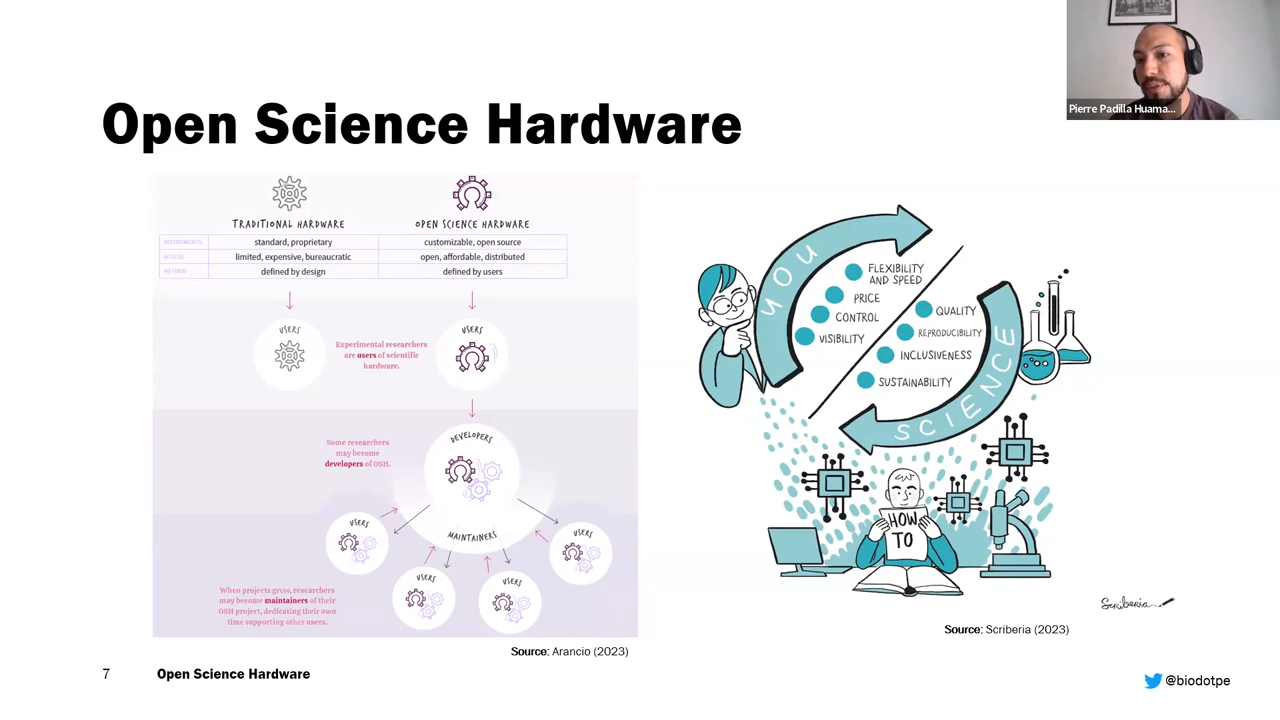 Pierre Padilla Huama...
Open Science Hardware
TRADITIONAL HARDWARE
OPEN SCIENCE HARDWARE
INSTRUMENTS
standard, proprietary
customizable, open source
ACCESS
limited, expensive, bureaucratic
open, affordable, distributed
METHOD
defined by design
defined by users
USERS
Experimental researchers
are users of scientific
hardware.
USERS
Some researchers
may become
developers of OSH.
DEVELOPERS
MAINTAINERS
USERS
USERS
USERS
USERS
When projects grow, researchers
may become maintainers of their
OSH project, dedicating their own
time supporting other users.
Source: Arancio (2023)
YOU
FLEXIBILITY
AND SPEED
PRICE
CONTROL
VISIBILITY
QUALITY
REPRODUCIBILITY
INCLUSIVENESS
SUSTAINABILITY
SCIENCE
HOW
TO
Scriberia
Source: Scriberia (2023)
7
Open Science Hardware
@biodotpe